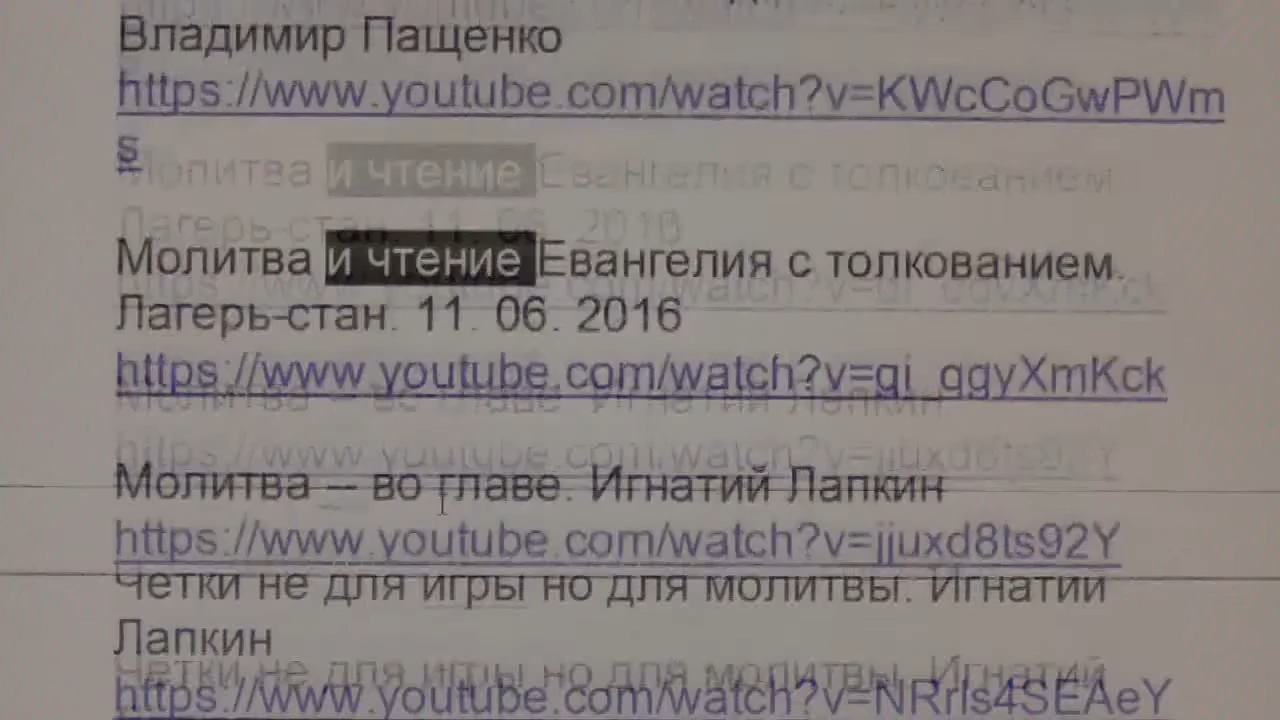 Владимир Пащенко
https://www.youtube.com/watch?v=KWcCoGwPWm
s
Молитва и чтение Евангелия с толкованием.
Лагерь-стан. 11. 06. 2016
https://www.youtube.com/watch?v=qi_qgyXmKck
Молитва – во главе. Игнатий Лапкин
https://www.youtube.com/watch?v=jjuxd8ts92Y
Четки не для игры но для молитвы. Игнатий
Лапкин
https://www.youtube.com/watch?v=NRrls4SEAeY